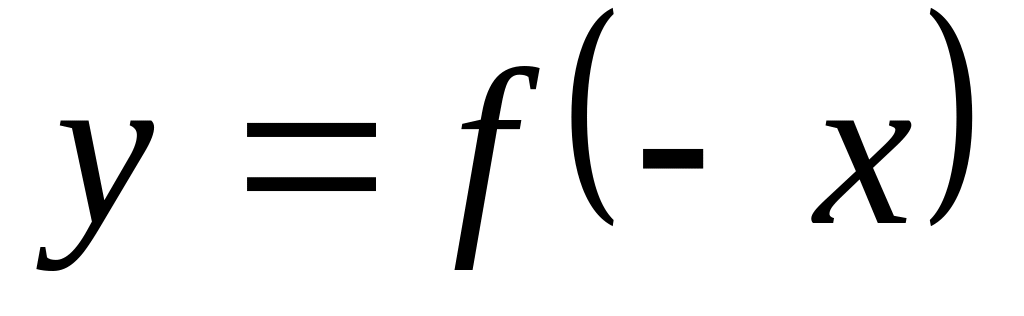 y = f(- x)